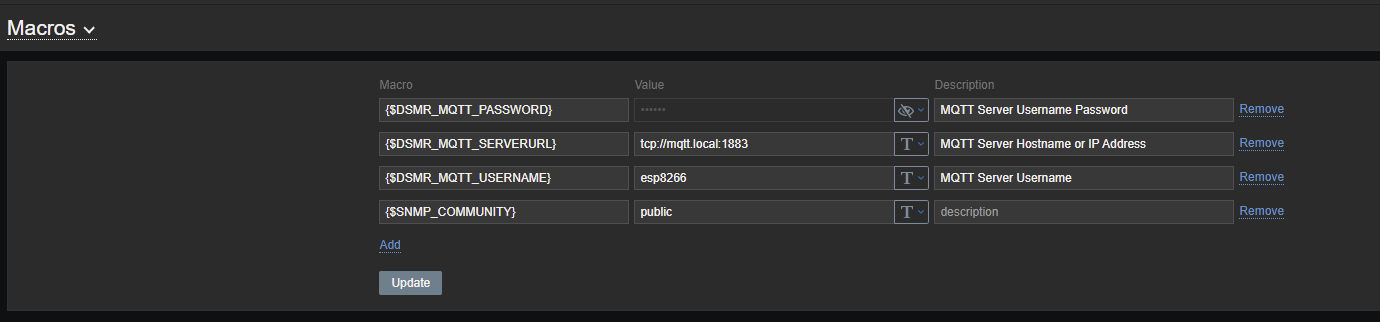 Macros
Macro Value Description
{$DSMR_MQTT_PASSWORD} •••••• MQTT Server Username Password Remove
{$DSMR_MQTT_SERVERURL} tcp://mqtt.local:1883 T MQTT Server Hostname or IP Address Remove
{$DSMR_MQTT_USERNAME} esp8266 T MQTT Server Username Remove
{$SNMP_COMMUNITY} public T description Remove
Add
Update